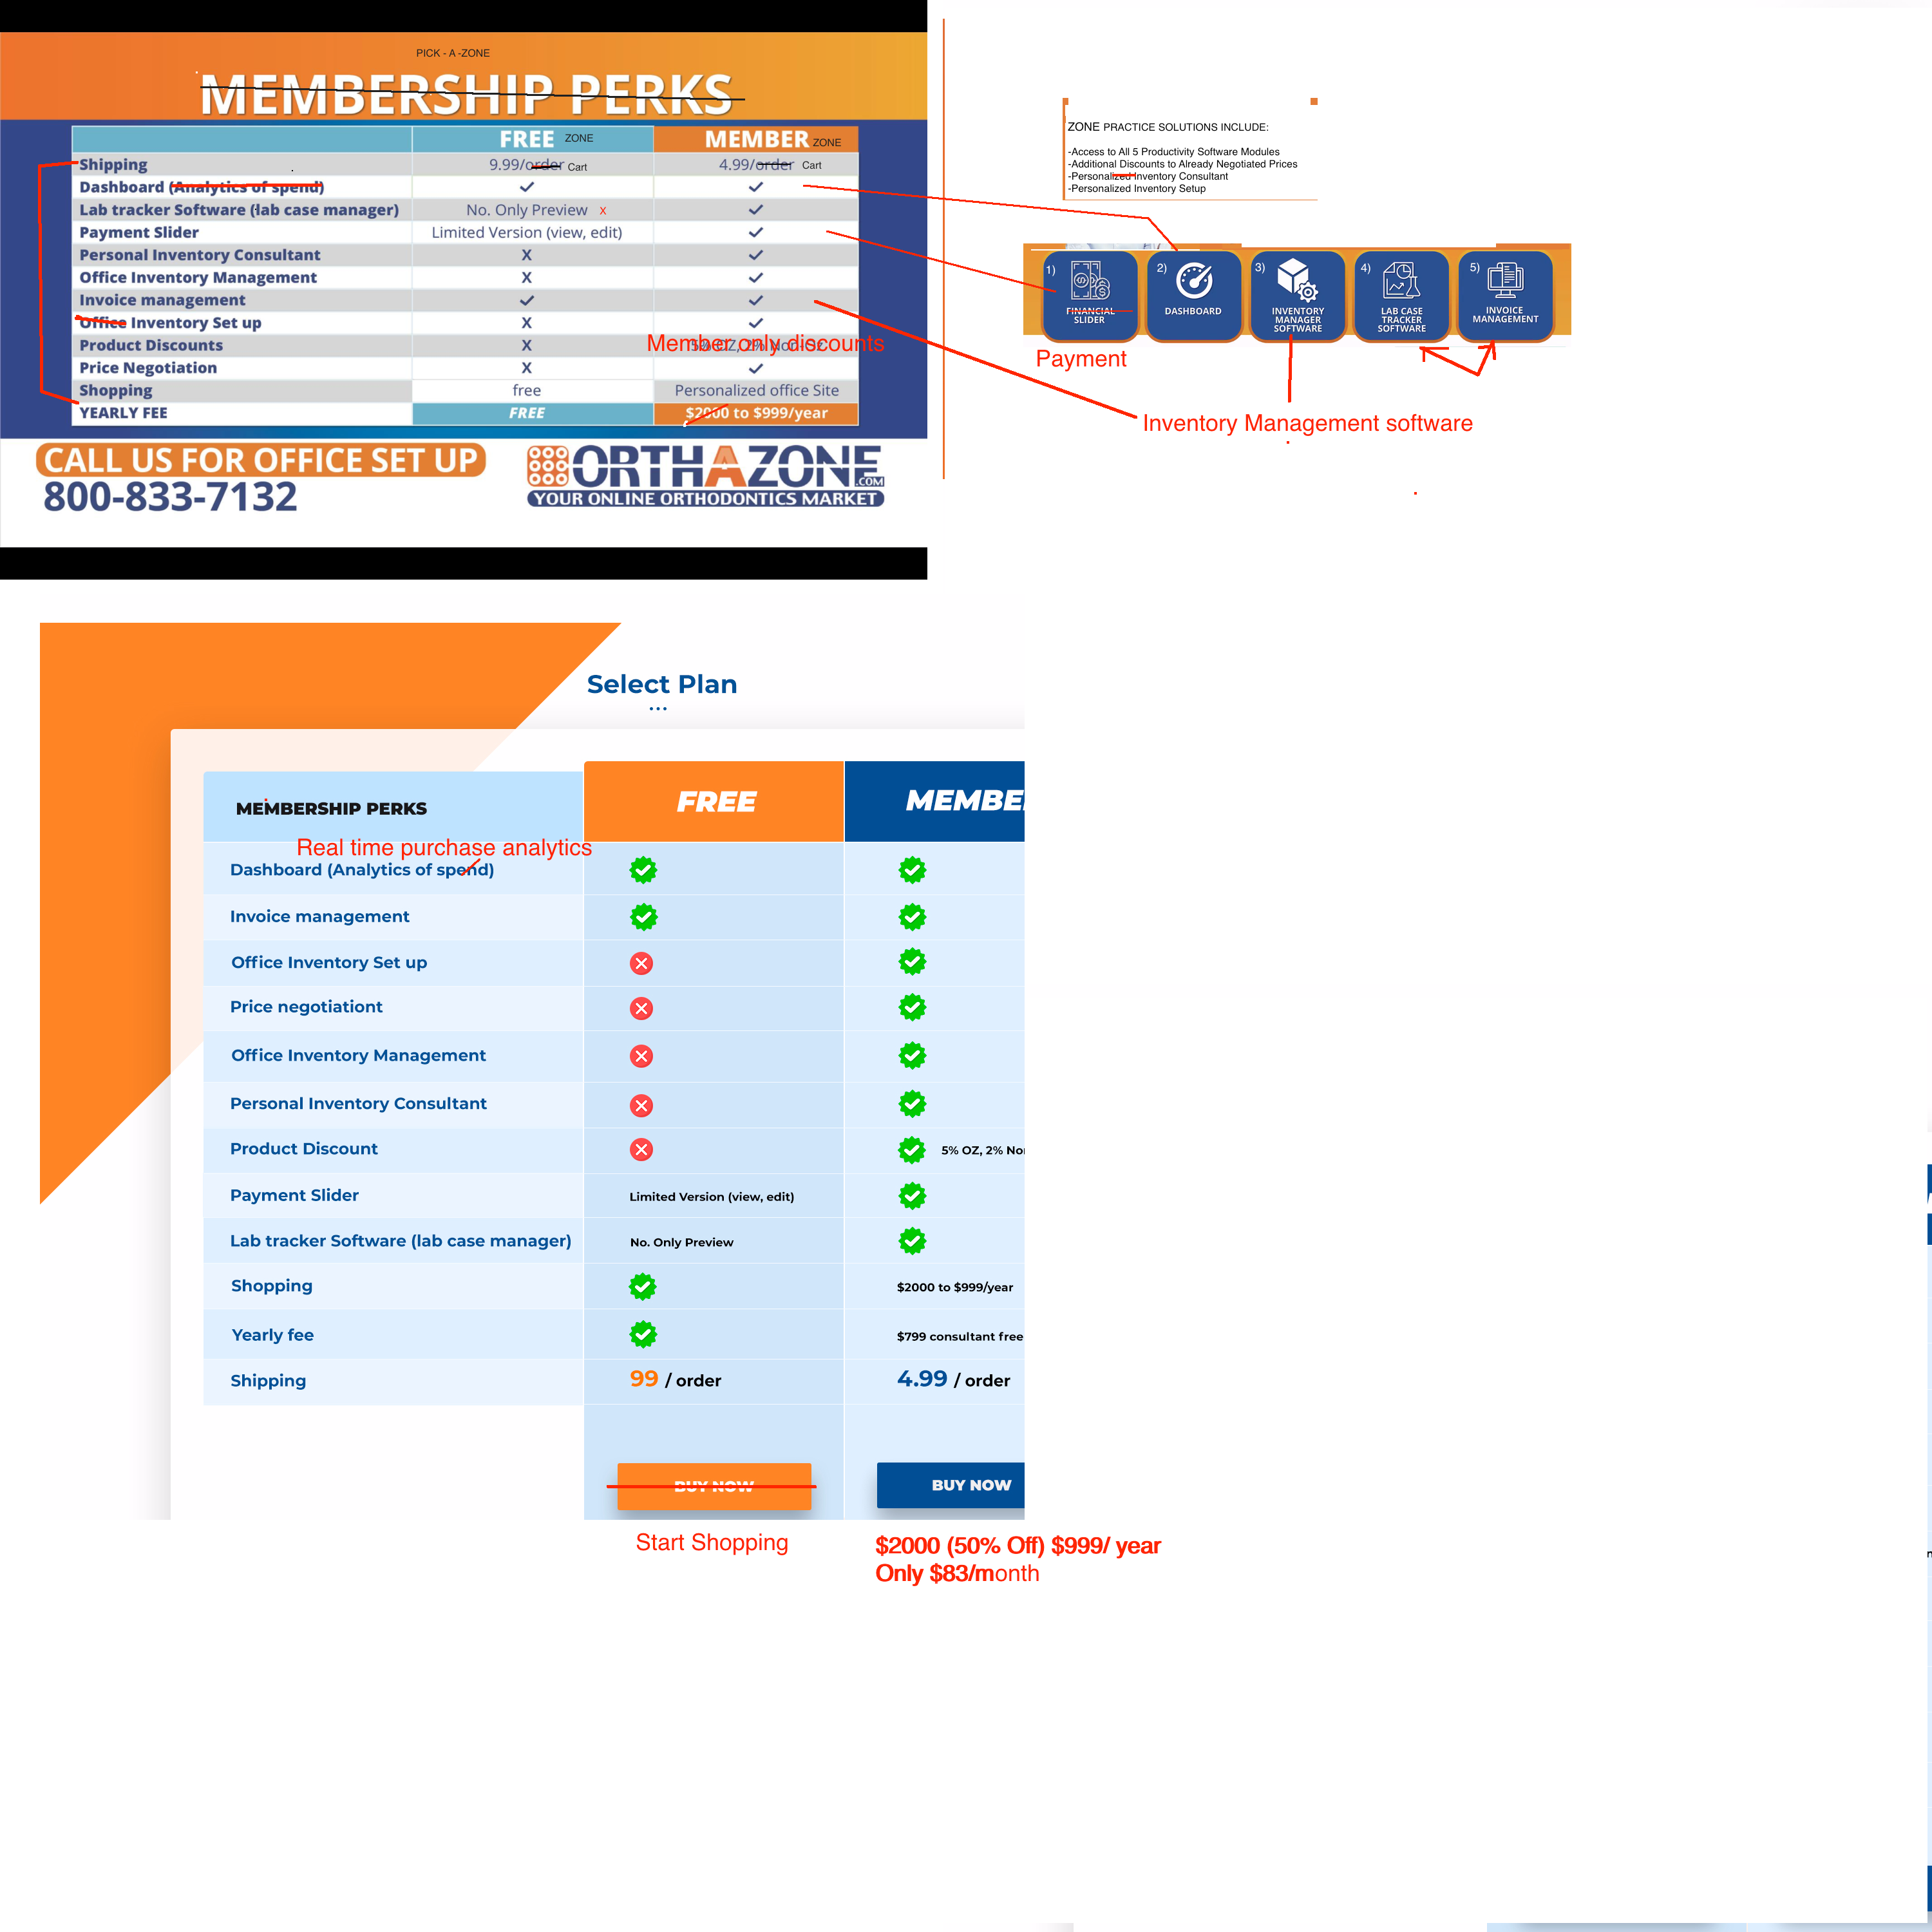 PICK - A -ZONE
MEMBERSHIP PERKS
FREE ZONE MEMBER ZONE
Shipping 9.99/order Cart 4.99/order Cart
Dashboard (Analytics of spend)
Lab tracker Software (lab case manager) No. Only Preview x
Payment Slider Limited Version (view, edit)
Personal Inventory Consultant X
Office Inventory Management X
Invoice management
Office Inventory Set up X
Product Discounts X 5% OZ, 2% Non-Oz
Member only discounts
Price Negotiation X
Shopping free Personalized office Site
YEARLY FEE FREE $2000 to $999/year
CALL US FOR OFFICE SET UP
800-833-7132
ORTHAZONE
.COM
YOUR ONLINE ORTHODONTICS MARKET
ZONE PRACTICE SOLUTIONS INCLUDE:
-Access to All 5 Productivity Software Modules
-Additional Discounts to Already Negotiated Prices
-Personalized Inventory Consultant
-Personalized Inventory Setup
1) FINANCIAL SLIDER
2) DASHBOARD
3) INVENTORY MANAGER SOFTWARE
4) LAB CASE TRACKER SOFTWARE
5) INVOICE MANAGEMENT
Payment
Inventory Management software
Select Plan
MEMBERSHIP PERKS FREE MEMBE
Real time purchase analytics
Dashboard (Analytics of spend)
Invoice management
Office Inventory Set up
Price negotiationt
Office Inventory Management
Personal Inventory Consultant
Product Discount 5% OZ, 2% No
Payment Slider Limited Version (view, edit)
Lab tracker Software (lab case manager) No. Only Preview
Shopping $2000 to $999/year
Yearly fee $799 consultant free
Shipping 99 / order 4.99 / order
BUY NOW BUY NOW
Start Shopping
$2000 (50% Off) $999/ year
Only $83/month